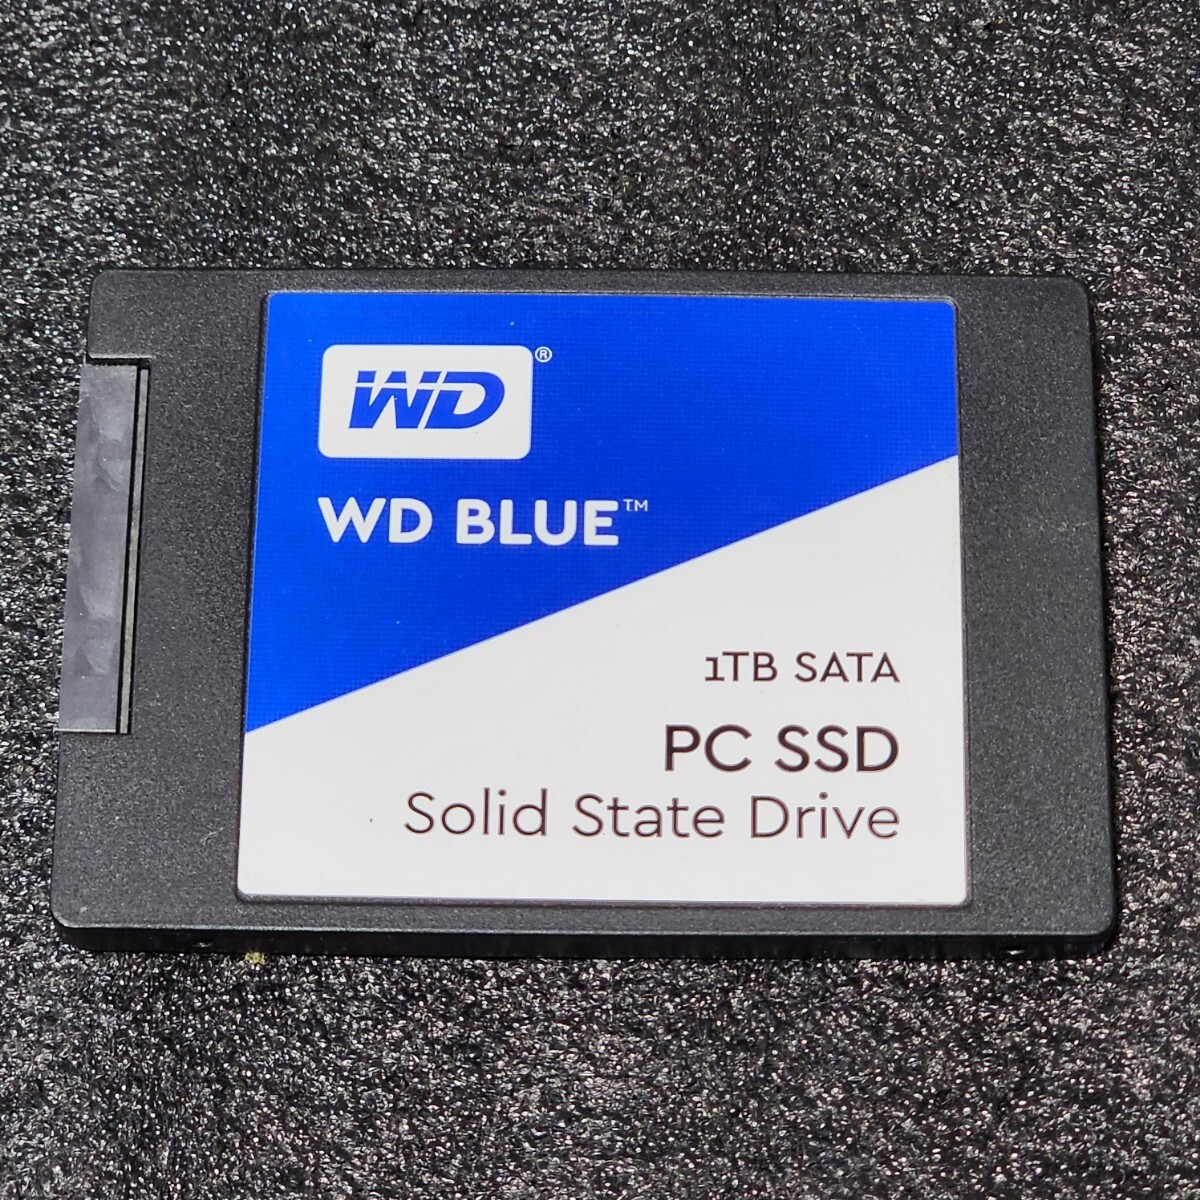 WD®
WD BLUE™
1TB SATA
PC SSD
Solid State Drive